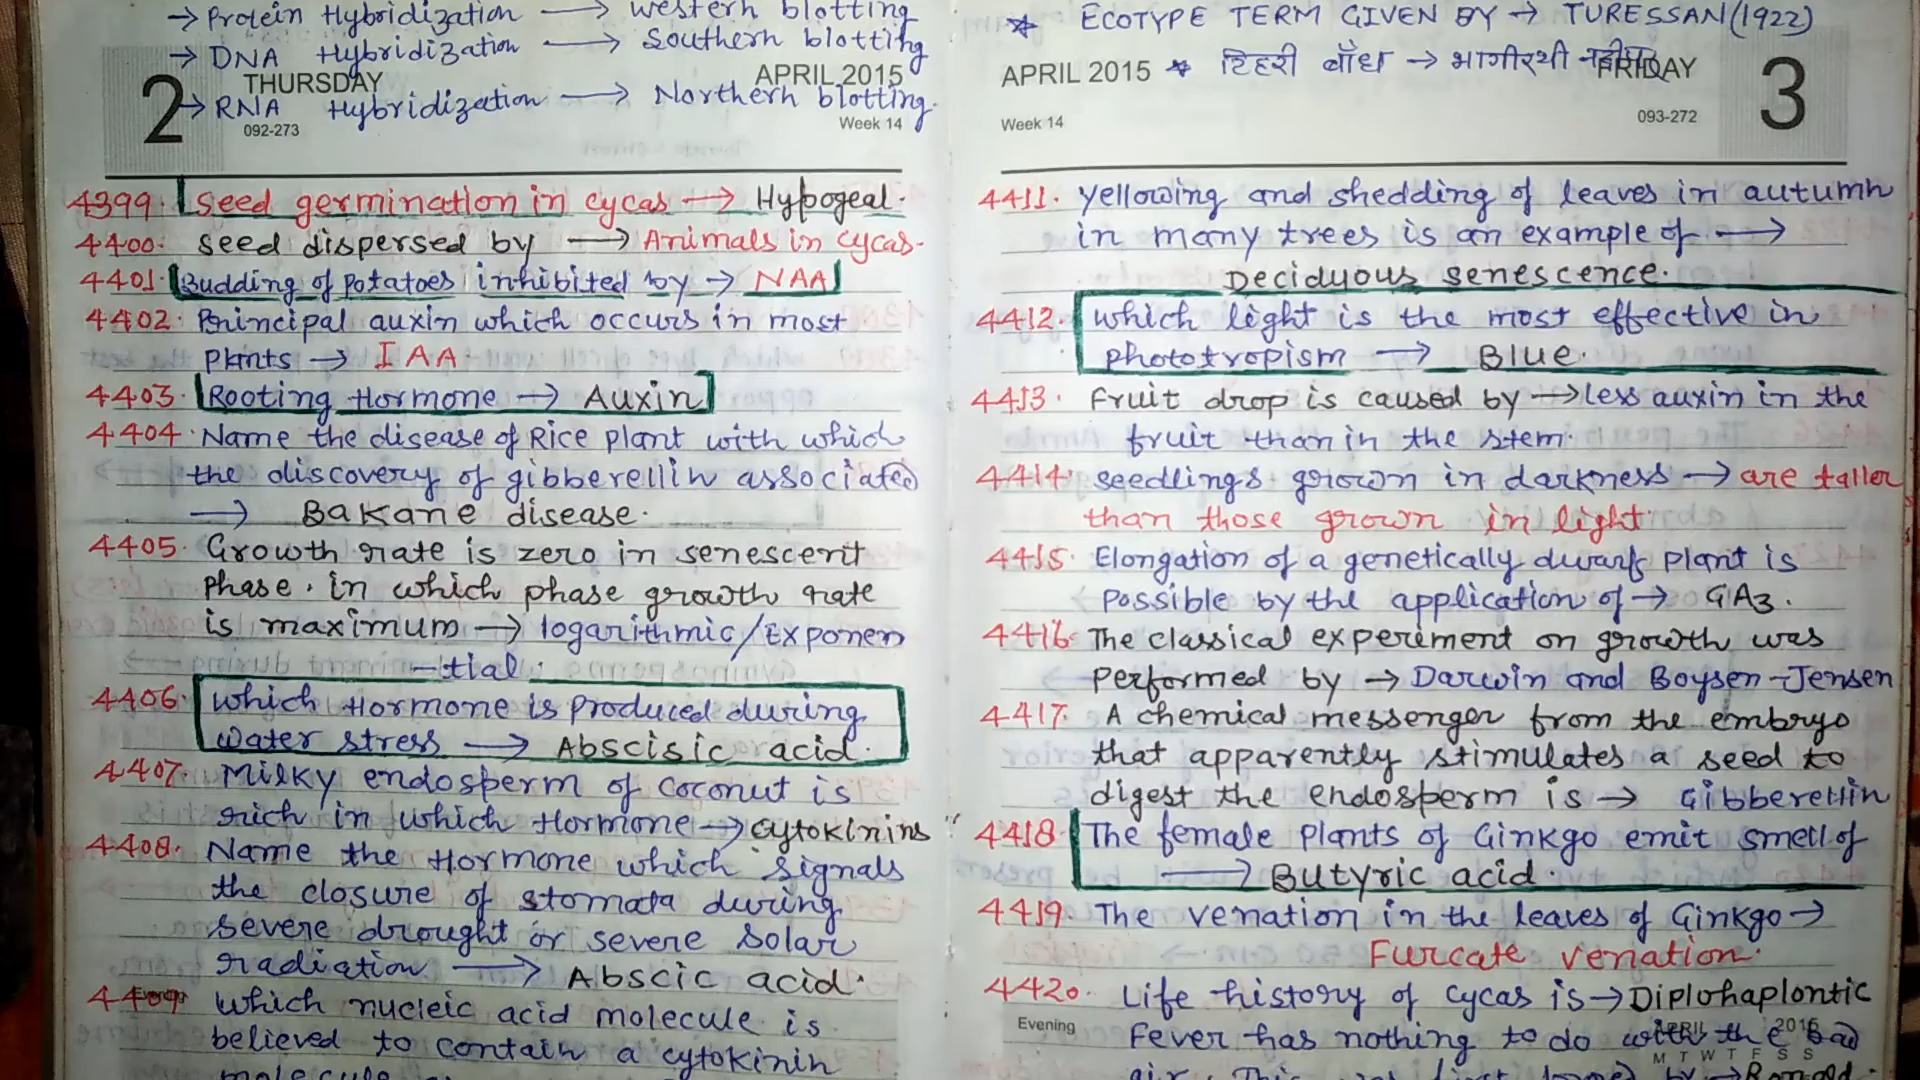 → Protein Hybridization → western blotting
→ DNA Hybridization → Southern blotting
2 THURSDAY APRIL 2015
→ RNA Hybridization → Northern blotting.
092-273 Week 14
4399. Seed germination in cycas → Hypogeal.
4400. seed dispersed by → Animals in cycas.
4401. Budding of potatoes inhibited by → NAA
4402. Principal auxin which occurs in most
plants → IAA
4403. Rooting Hormone → Auxin
4404. Name the disease of Rice plant with which
the discovery of gibberellin associated
→ Bakane disease.
4405. Growth rate is zero in senescent
phase. in which phase growth rate
is maximum → logarithmic/Exponen
-tial.
4406. which Hormone is produced during
water stress → Abscisic acid.
4407. Milky endosperm of coconut is
rich in which Hormone → cytokinins
4408. Name the Hormone which signals
the closure of stomata during
severe drought or severe solar
radiation → Abscic acid.
4409 which nucleic acid molecule is
believed to contain a cytokinin
molecule
* ECOTYPE TERM GIVEN BY → TURESSAN (1922)
APRIL 2015 * टिहरी बाँध → भागीरथी FRIDAY 3
Week 14 093-272
4411. Yellowing and shedding of leaves in autumn
in many trees is an example of →
Deciduous senescence.
4412. which light is the most effective in
phototropism → Blue.
4413. Fruit drop is caused by → less auxin in the
fruit than in the stem.
4414. seedlings grown in darkness → are taller
than those grown in light.
4415. Elongation of a genetically dwarf plant is
possible by the application of → GA3.
4416. The classical experiment on growth was
performed by → Darwin and Boysen-Jensen
4417. A chemical messenger from the embryo
that apparently stimulates a seed to
digest the endosperm is → Gibberellin
4418 The female plants of Ginkgo emit smell of
→ Butyric acid.
4419. The venation in the leaves of Ginkgo →
Furcate venation.
4420. Life history of cycas is → Diplohaplontic
Evening Fever has nothing to do with the bad
APRIL 2015
M T W T F S S
air. This was first by → Ronald